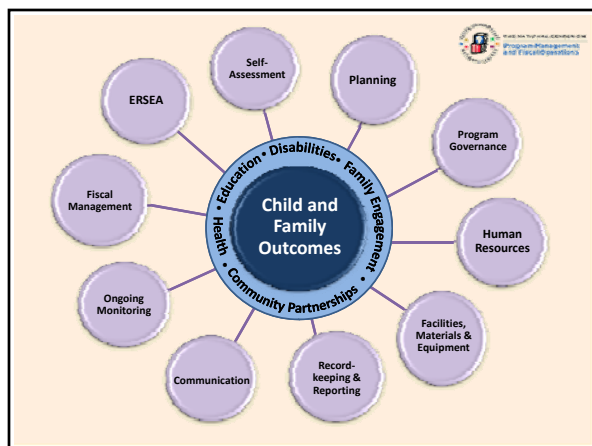 Program Management
and Fiscal Operations
Self-
Assessment
Planning
ERSEA
Program
Governance
Fiscal
Management
Human
Resources
Ongoing
Monitoring
Facilities,
Materials &
Equipment
Communication
Record-
keeping &
Reporting
Health • Education • Disabilities • Family Engagement • Community Partnerships •
Child and
Family
Outcomes